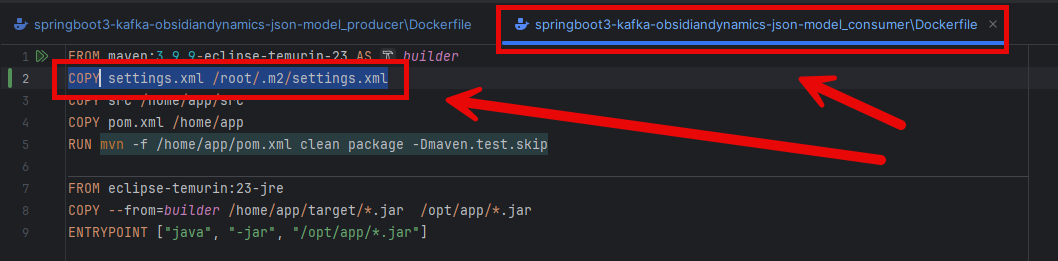 springboot3-kafka-obsidiandynamics-json-model_producer\Dockerfile
springboot3-kafka-obsidiandynamics-json-model_consumer\Dockerfile
1 FROM maven:3.9.9-eclipse-temurin-23 AS builder
2 COPY settings.xml /root/.m2/settings.xml
3 COPY src /home/app/src
4 COPY pom.xml /home/app
5 RUN mvn -f /home/app/pom.xml clean package -Dmaven.test.skip
6
7 FROM eclipse-temurin:23-jre
8 COPY --from=builder /home/app/target/*.jar  /opt/app/*.jar
9 ENTRYPOINT ["java", "-jar", "/opt/app/*.jar"]